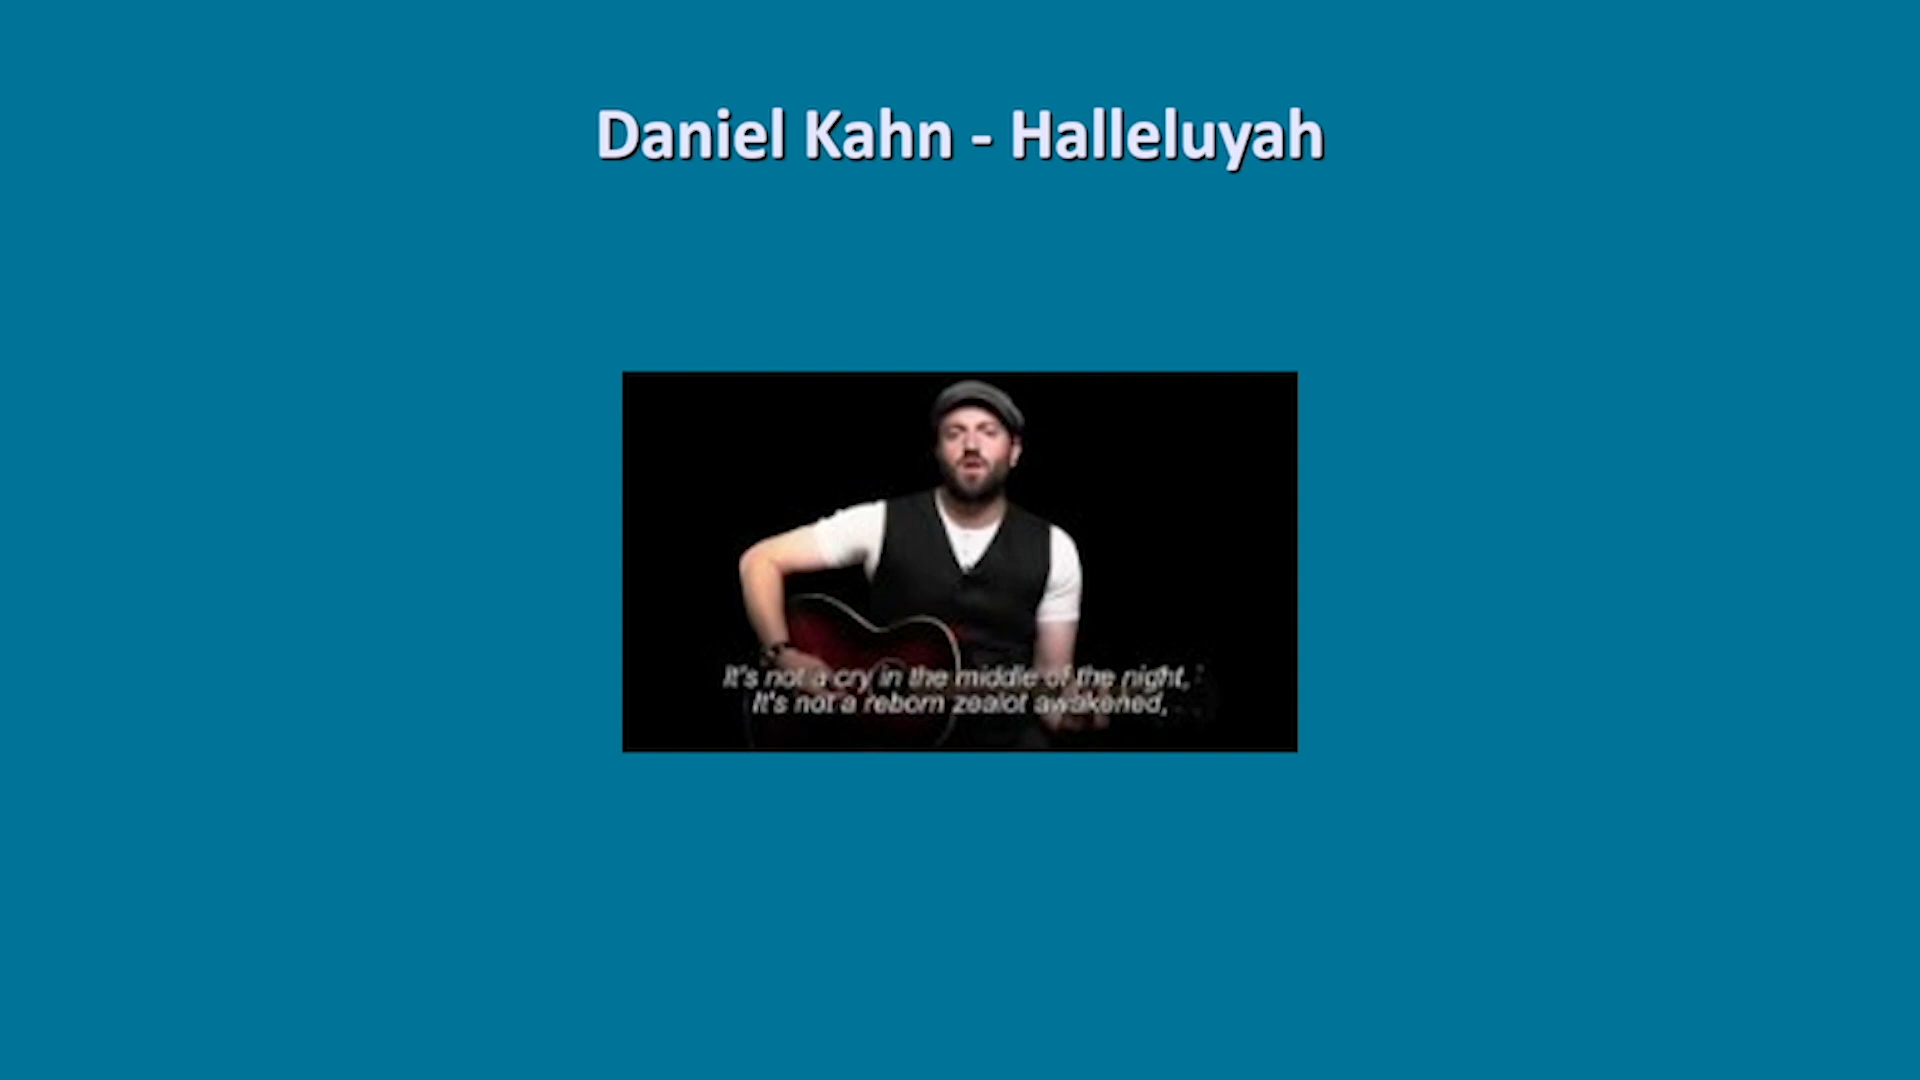 Daniel Kahn - Halleluyah
It's not a cry in the middle of the night,
It's not a reborn zealot awakened,